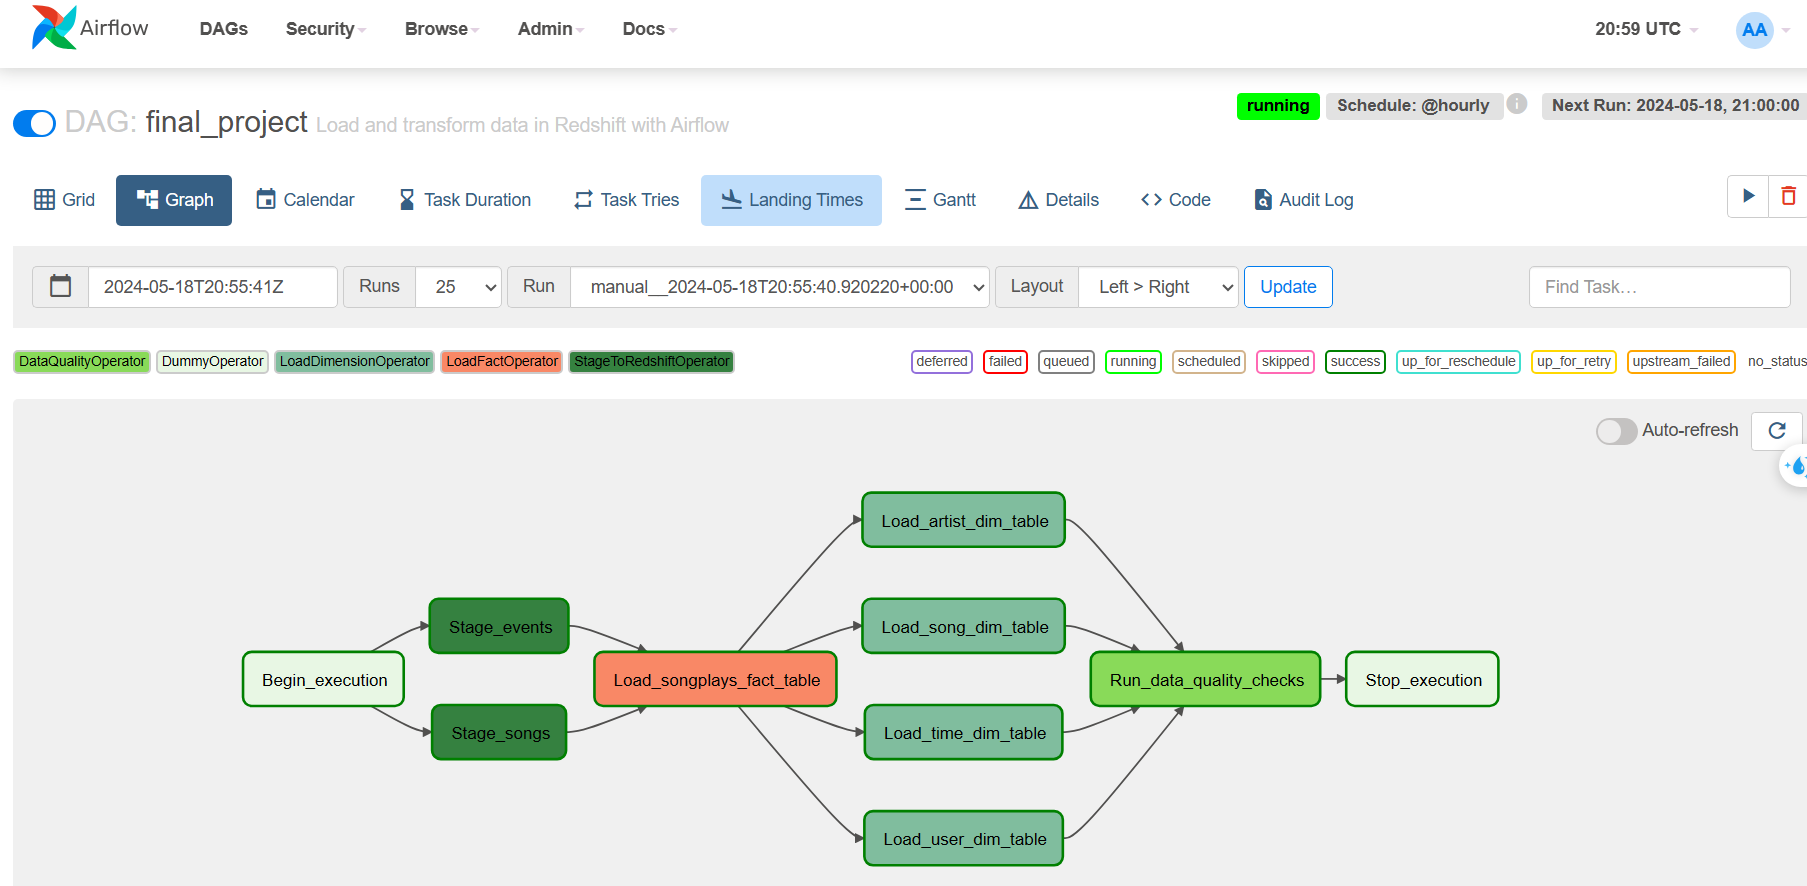 Airflow DAGs Security Browse Admin Docs 20:59 UTC AA
running Schedule: @hourly i Next Run: 2024-05-18, 21:00:00
DAG: final_project Load and transform data in Redshift with Airflow
Grid Graph Calendar Task Duration Task Tries Landing Times Gantt Details Code Audit Log
2024-05-18T20:55:41Z Runs 25 Run manual__2024-05-18T20:55:40.920220+00:00 Layout Left > Right Update Find Task…
DataQualityOperator DummyOperator LoadDimensionOperator LoadFactOperator StageToRedshiftOperator deferred failed queued running scheduled skipped success up_for_reschedule up_for_retry upstream_failed no_status
Auto-refresh
Load_artist_dim_table
Stage_events Load_song_dim_table
Begin_execution Load_songplays_fact_table Run_data_quality_checks Stop_execution
Stage_songs Load_time_dim_table
Load_user_dim_table